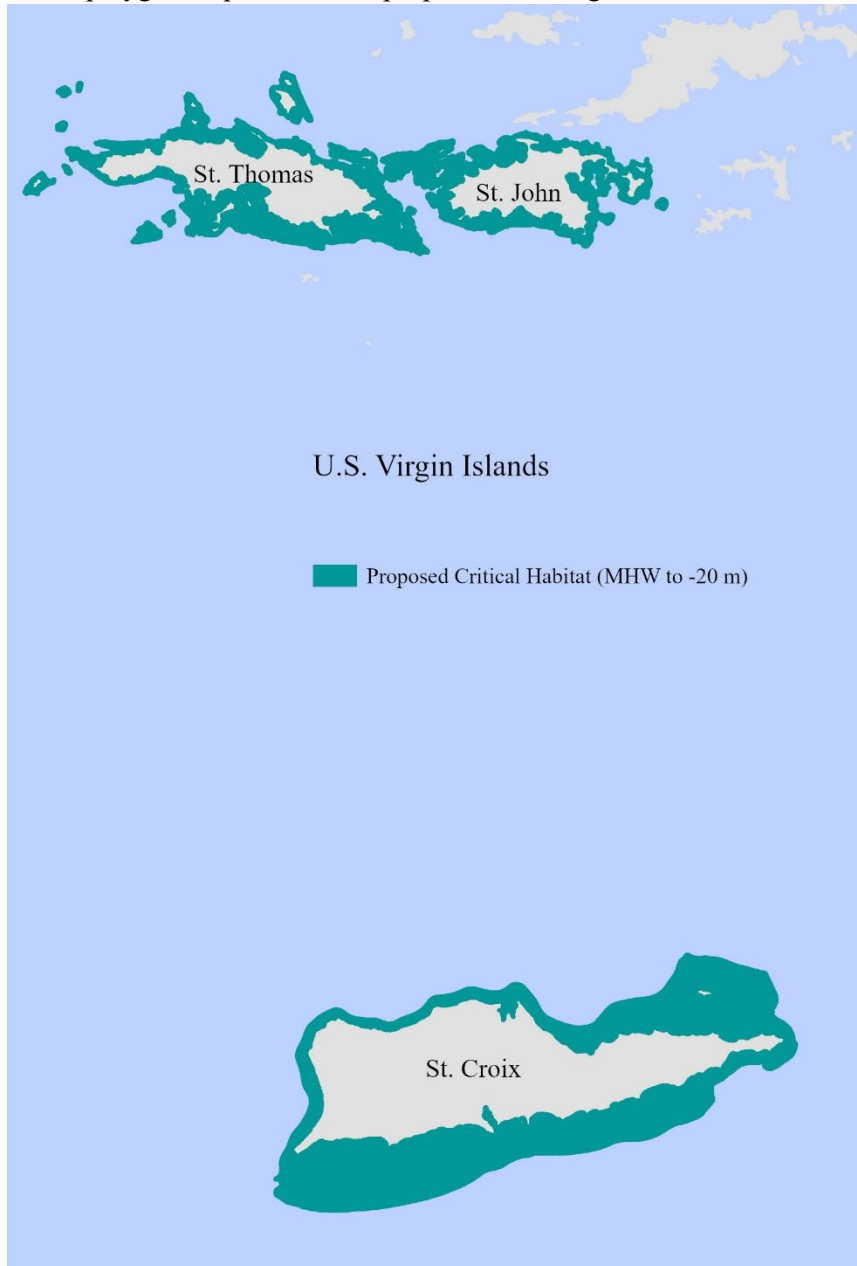 St. Thomas
St. John
U.S. Virgin Islands
Proposed Critical Habitat (MHW to -20 m)
St. Croix